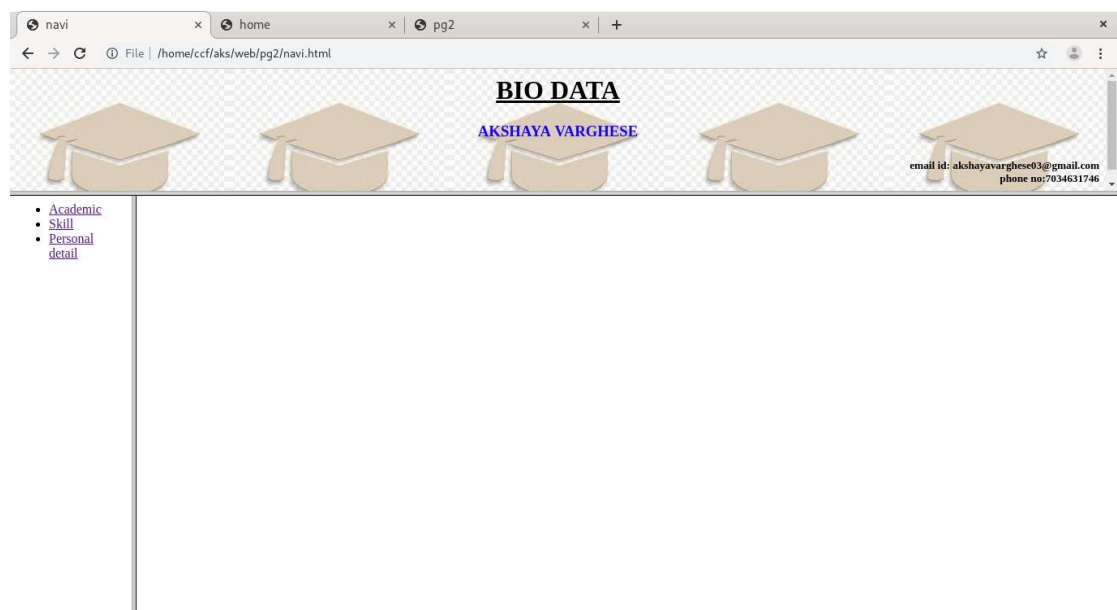 navi
home
pg2
File | /home/ccf/aks/web/pg2/navi.html
BIO DATA
AKSHAYA VARGHESE
email id: akshayavarghese03@gmail.com
phone no:7034631746
Academic
Skill
Personal
detail